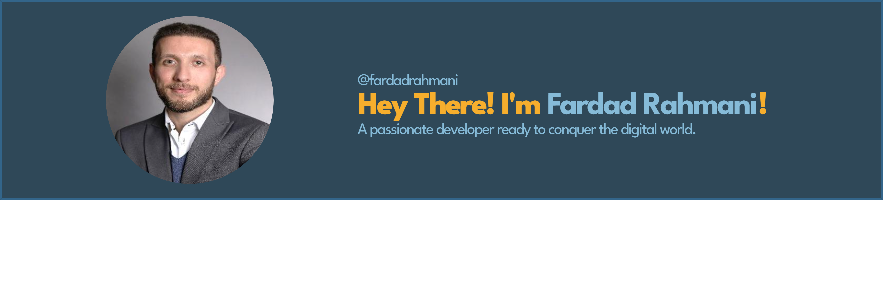 @fardadrahmani
Hey There! I'm Fardad Rahmani!
A passionate developer ready to conquer the digital world.